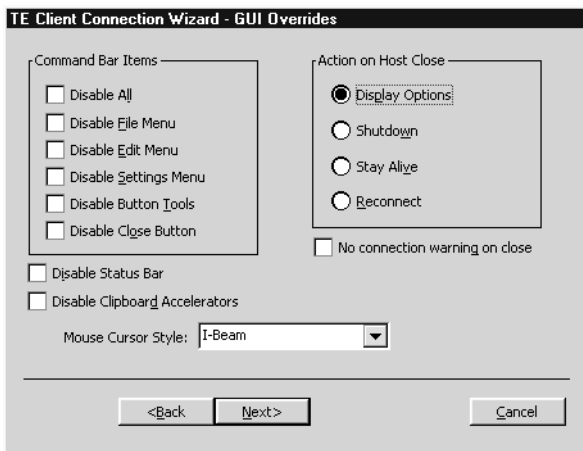 TE Client Connection Wizard - GUI Overrides
Command Bar Items
Disable All
Disable File Menu
Disable Edit Menu
Disable Settings Menu
Disable Button Tools
Disable Close Button
Action on Host Close
Display Options
Shutdown
Stay Alive
Reconnect
No connection warning on close
Disable Status Bar
Disable Clipboard Accelerators
Mouse Cursor Style: I-Beam
<Back Next> Cancel